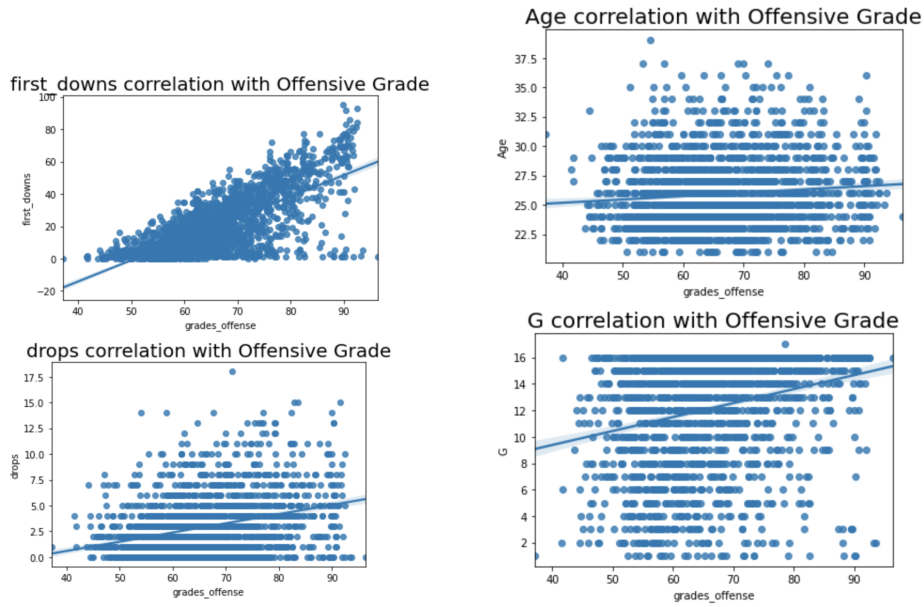 first_downs correlation with Offensive Grade
100
80
60
40
20
0
−20
first_downs
40 50 60 70 80 90
grades_offense
Age correlation with Offensive Grade
37.5
35.0
32.5
30.0
27.5
25.0
22.5
Age
40 50 60 70 80 90
grades_offense
drops correlation with Offensive Grade
17.5
15.0
12.5
10.0
7.5
5.0
2.5
0.0
drops
40 50 60 70 80 90
grades_offense
G correlation with Offensive Grade
16
14
12
10
8
6
4
2
G
40 50 60 70 80 90
grades_offense